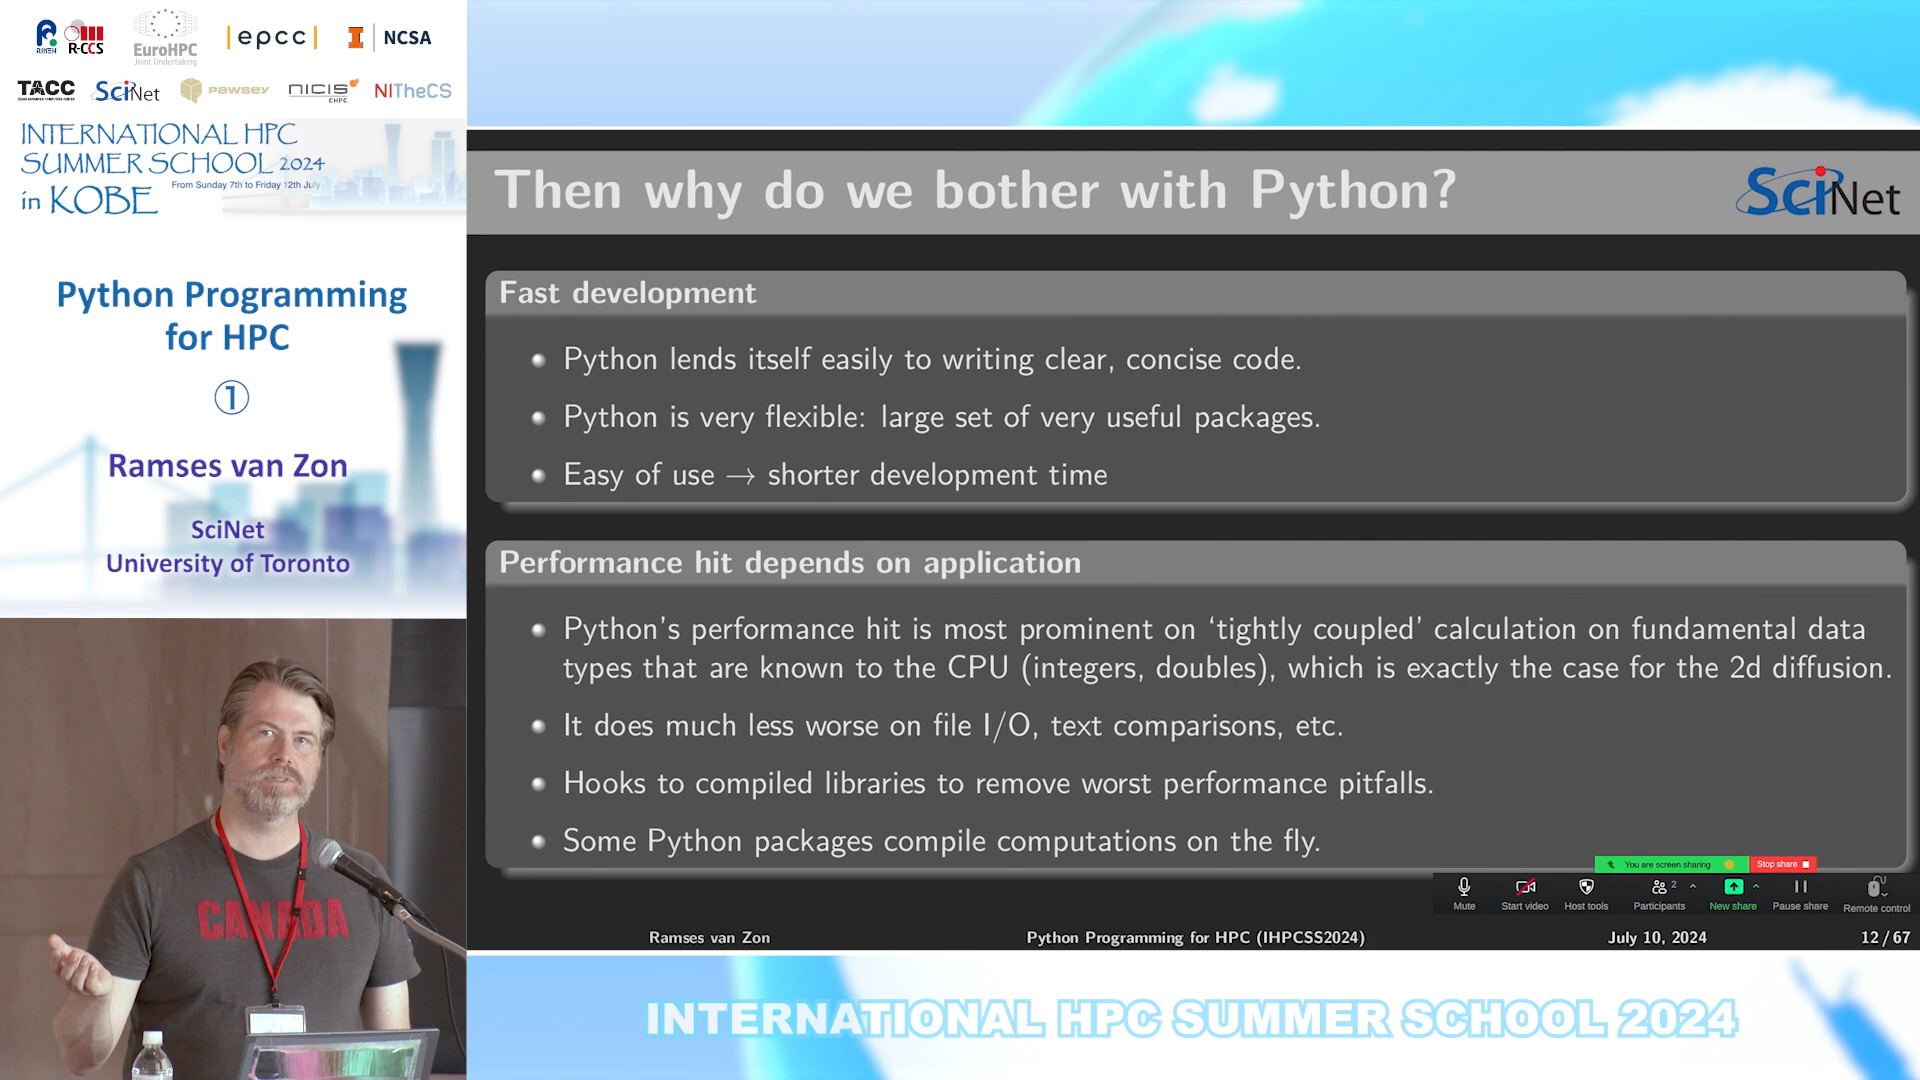 RIKEN
R-CCS
EuroHPC
Joint Undertaking
epcc
NCSA
TACC
SciNet
PAWSEY
NICIS
CHPC
NITheCS
INTERNATIONAL HPC
SUMMER SCHOOL 2024
in KOBE
From Sunday 7th to Friday 12th July
Python Programming
for HPC
①
Ramses van Zon
SciNet
University of Toronto
CANADA
Then why do we bother with Python?
SciNet
Fast development
Python lends itself easily to writing clear, concise code.
Python is very flexible: large set of very useful packages.
Easy of use → shorter development time
Performance hit depends on application
Python's performance hit is most prominent on ‘tightly coupled’ calculation on fundamental data
types that are known to the CPU (integers, doubles), which is exactly the case for the 2d diffusion.
It does much less worse on file I/O, text comparisons, etc.
Hooks to compiled libraries to remove worst performance pitfalls.
Some Python packages compile computations on the fly.
You are screen sharing
Stop share
2
Mute
Start video
Host tools
Participants
New share
Pause share
Remote control
Ramses van Zon
Python Programming for HPC (IHPCSS2024)
July 10, 2024
12 / 67
INTERNATIONAL HPC SUMMER SCHOOL 2024